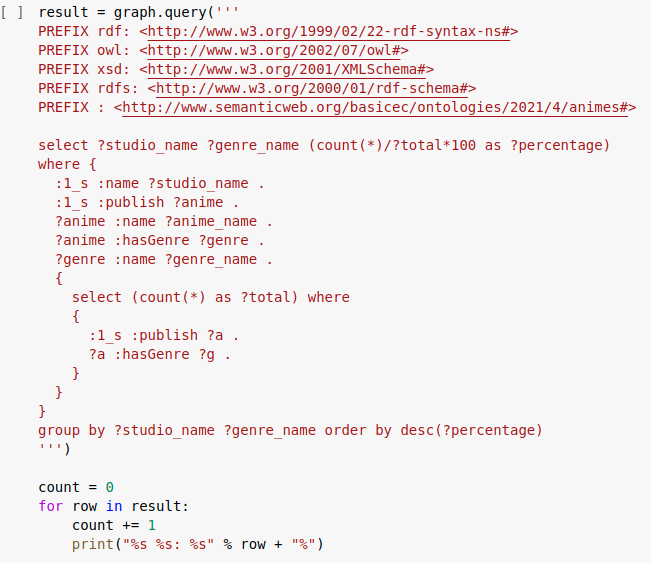 [ ] result = graph.query('''
PREFIX rdf: <http://www.w3.org/1999/02/22-rdf-syntax-ns#>
PREFIX owl: <http://www.w3.org/2002/07/owl#>
PREFIX xsd: <http://www.w3.org/2001/XMLSchema#>
PREFIX rdfs: <http://www.w3.org/2000/01/rdf-schema#>
PREFIX : <http://www.semanticweb.org/basicec/ontologies/2021/4/animes#>
select ?studio_name ?genre_name (count(*)/?total*100 as ?percentage)
where {
:1_s :name ?studio_name .
:1_s :publish ?anime .
?anime :name ?anime_name .
?anime :hasGenre ?genre .
?genre :name ?genre_name .
{
select (count(*) as ?total) where
{
:1_s :publish ?a .
?a :hasGenre ?g .
}
}
}
group by ?studio_name ?genre_name order by desc(?percentage)
''')
count = 0
for row in result:
count += 1
print("%s %s: %s" % row + "%")